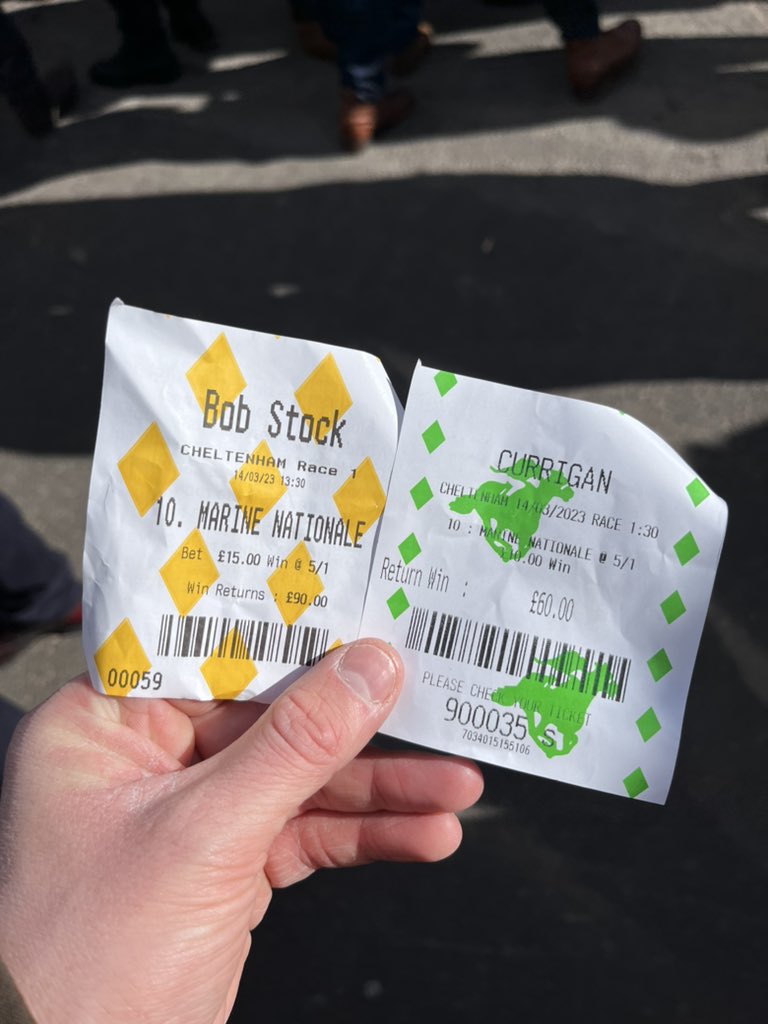 Bob Stock
CHELTENHAM Race 1
14/03/23 13:30
10. MARINE NATIONALE
Bet £15.00 Win @ 5/1
Win Returns : £90.00
00059
CURRIGAN
CHELTENHAM 14/03/2023 RACE 1:30
10 : MARINE NATIONALE @ 5/1
£10.00 Win
Return Win : £60.00
PLEASE CHECK YOUR TICKET
900035 S
7034015155106